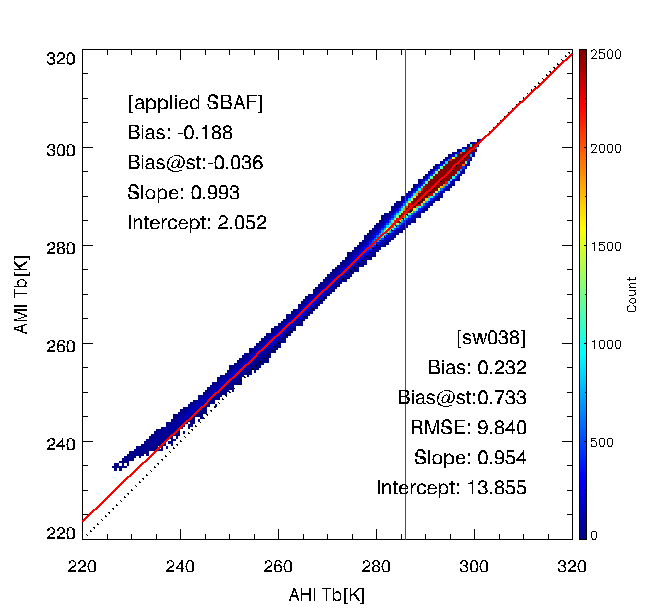 320
300
280
260
240
220
AMI Tb[K]
[applied SBAF]
Bias: -0.188
Bias@st:-0.036
Slope: 0.993
Intercept: 2.052
[sw038]
Bias: 0.232
Bias@st:0.733
RMSE: 9.840
Slope: 0.954
Intercept: 13.855
220 240 260 280 300 320
AHI Tb[K]
2500
2000
1500
1000
500
0
Count